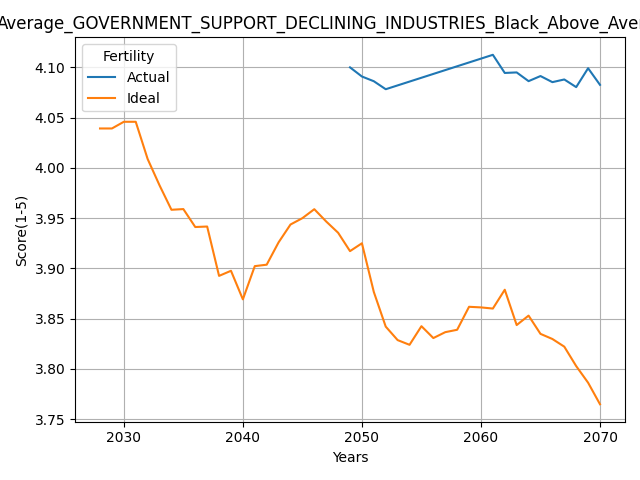 Average_GOVERNMENT_SUPPORT_DECLINING_INDUSTRIES_Black_Above_Aver
Fertility
Actual
Ideal
4.10
4.05
4.00
3.95
3.90
3.85
3.80
3.75
Score(1-5)
2030 2040 2050 2060 2070
Years